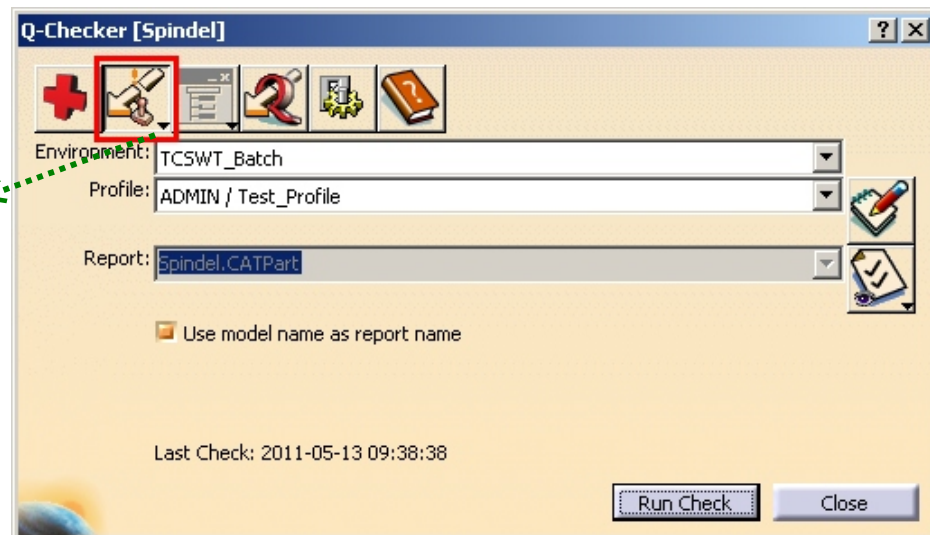 Q-Checker [Spindel]
Environment: TCSWT_Batch
Profile: ADMIN / Test_Profile
Report: Spindel.CATPart
Use model name as report name
Last Check: 2011-05-13 09:38:38
Run Check Close